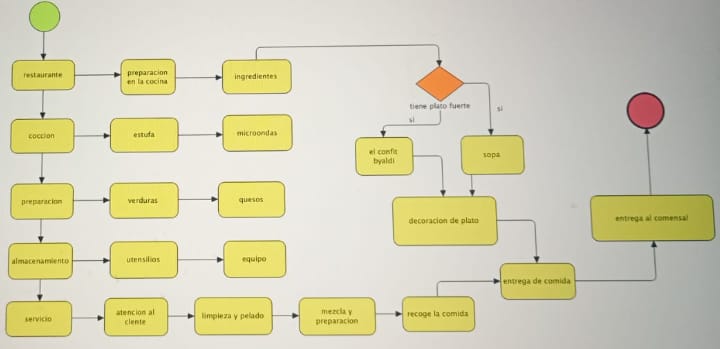 restaurante
preparacion
en la cocina
ingredientes
tiene plato fuerte
si
si
coccion
estufa
microondas
el confit
byaldi
sopa
preparacion
verduras
quesos
decoracion de plato
entrega al comensal
almacenamiento
utensilios
equipo
entrega de comida
servicio
atencion al
cliente
limpieza y pelado
mezcla y
preparacion
recoge la comida